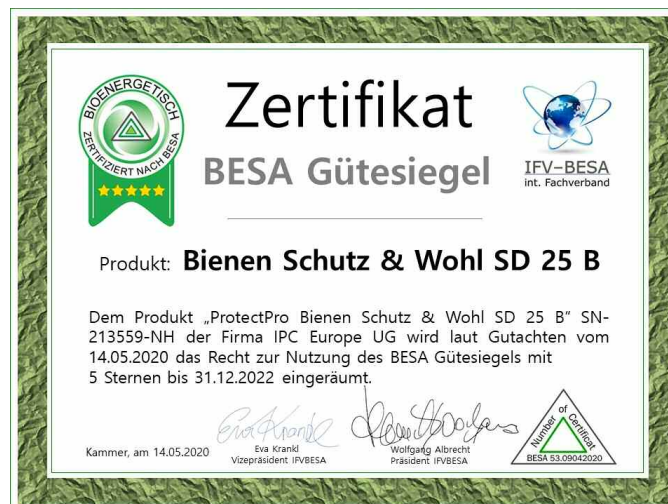 BIOENERGETISCH
ZERTIFIZIERT NACH BESA
Zertifikat
BESA Gütesiegel
IFV-BESA
int. Fachverband
Produkt: Bienen Schutz & Wohl SD 25 B
Dem Produkt „ProtectPro Bienen Schutz & Wohl SD 25 B" SN-
213559-NH der Firma IPC Europe UG wird laut Gutachten vom
14.05.2020 das Recht zur Nutzung des BESA Gütesiegels mit
5 Sternen bis 31.12.2022 eingeräumt.
Kammer, am 14.05.2020
Eva Krankl
Vizepräsident IFVBESA
Wolfgang Albrecht
Präsident IFVBESA
Number of Certificat
BESA 53.09042020